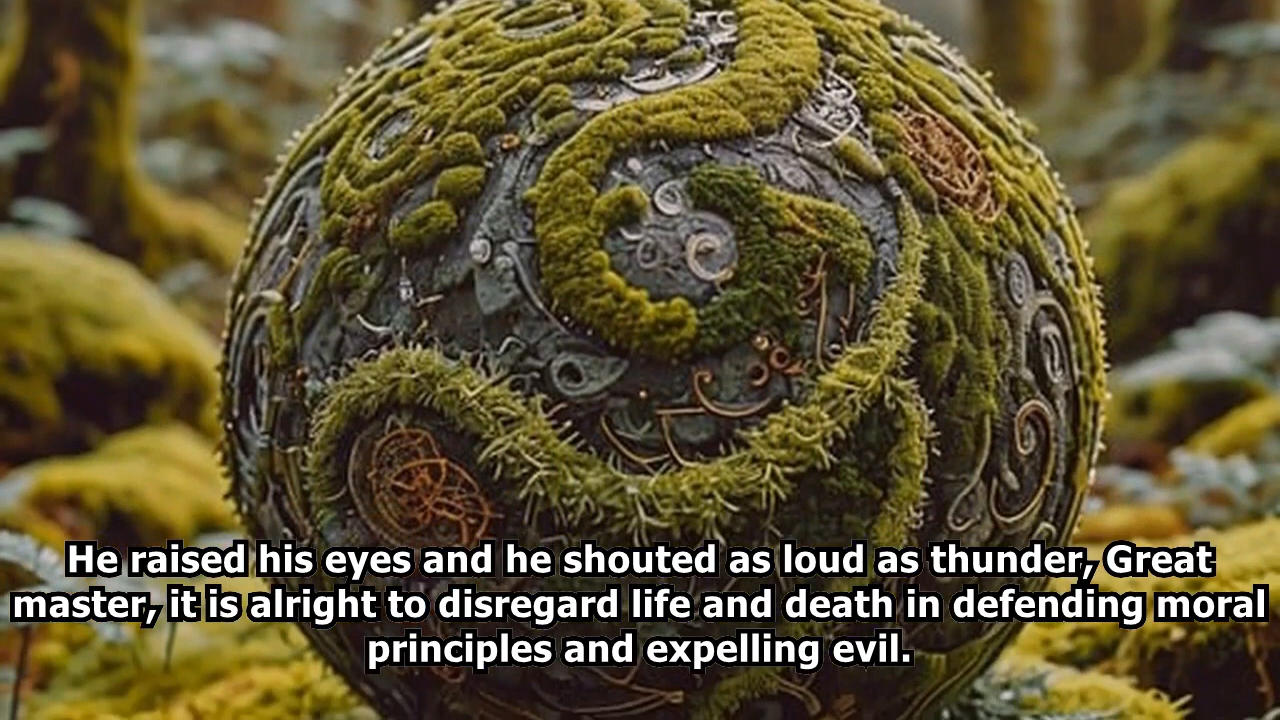 He raised his eyes and he shouted as loud as thunder, Great
master, it is alright to disregard life and death in defending moral
principles and expelling evil.